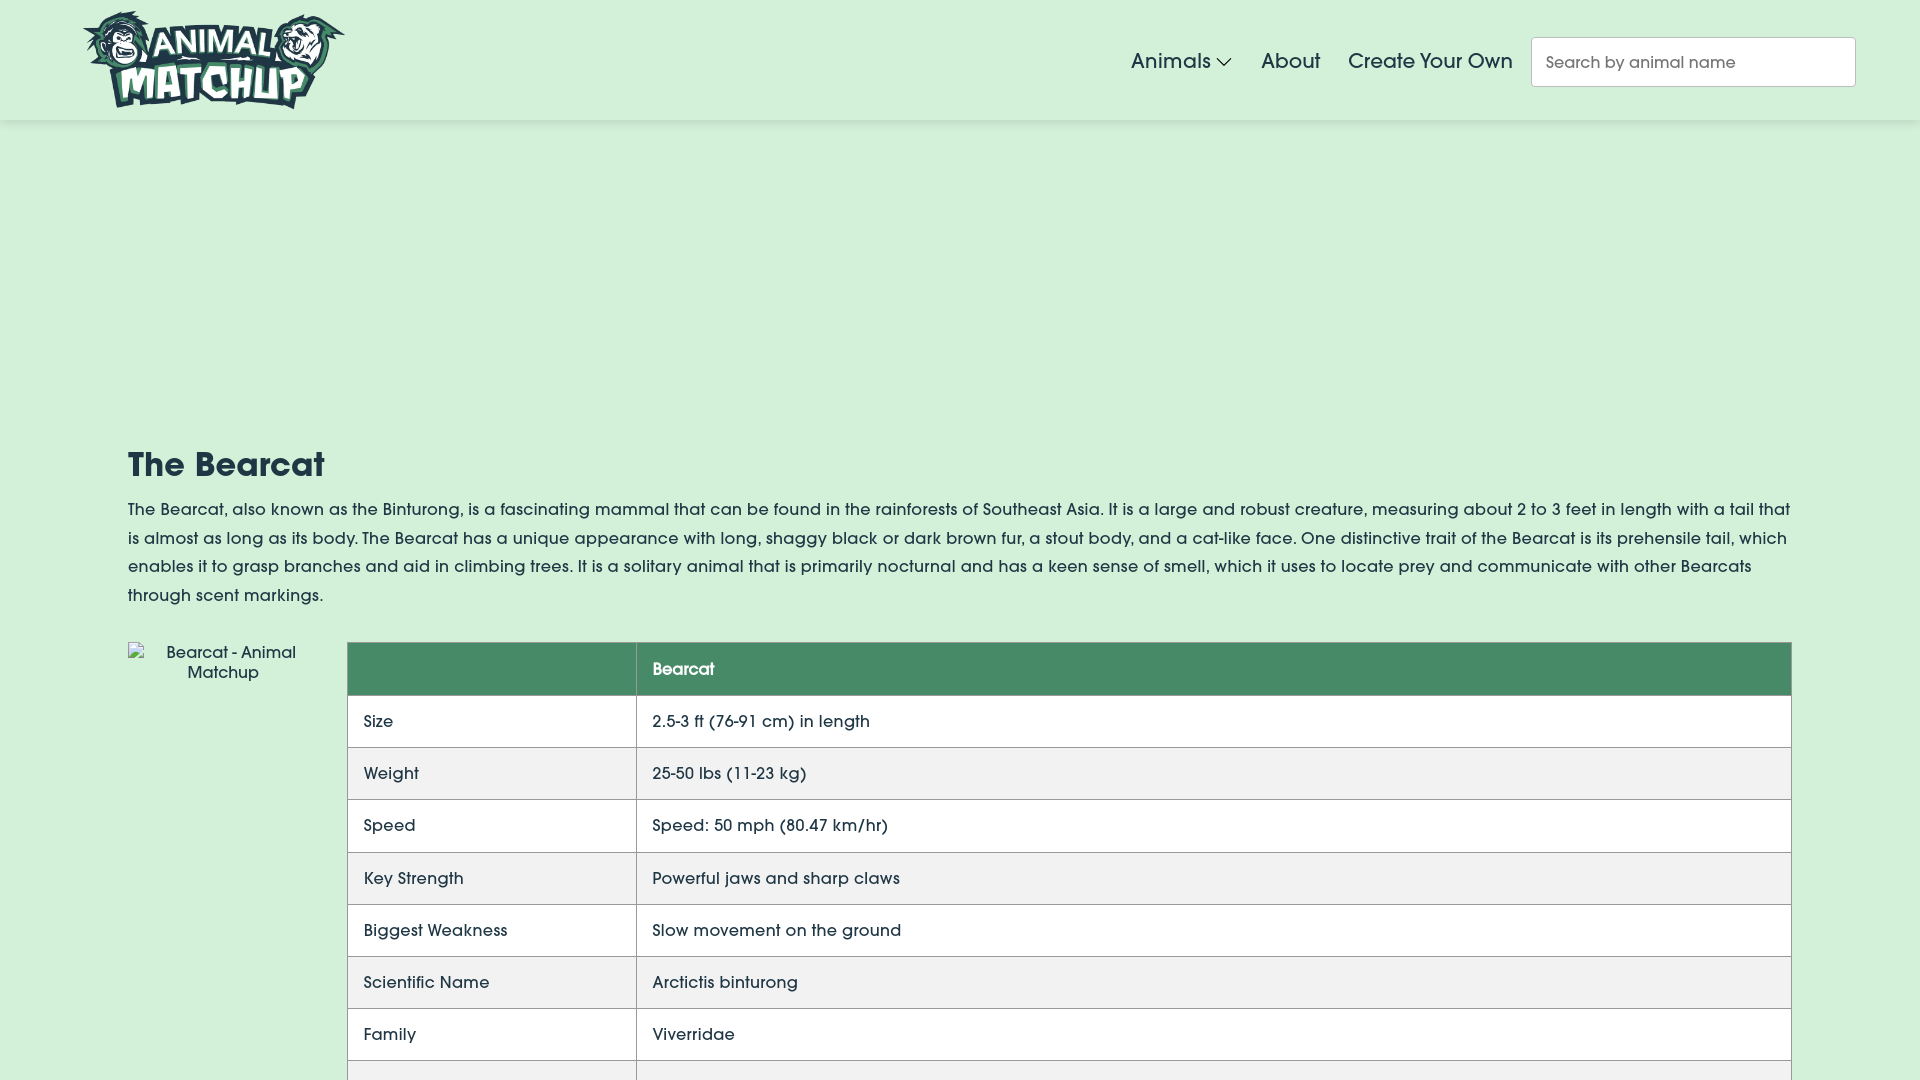 ANIMAL
MATCHUP
Animals
About
Create Your Own
Search by animal name
The Bearcat
The Bearcat, also known as the Binturong, is a fascinating mammal that can be found in the rainforests of Southeast Asia. It is a large and robust creature, measuring about 2 to 3 feet in length with a tail that
is almost as long as its body. The Bearcat has a unique appearance with long, shaggy black or dark brown fur, a stout body, and a cat-like face. One distinctive trait of the Bearcat is its prehensile tail, which
enables it to grasp branches and aid in climbing trees. It is a solitary animal that is primarily nocturnal and has a keen sense of smell, which it uses to locate prey and communicate with other Bearcats
through scent markings.
Bearcat - Animal
Matchup
Bearcat
Size 2.5-3 ft (76-91 cm) in length
Weight 25-50 lbs (11-23 kg)
Speed Speed: 50 mph (80.47 km/hr)
Key Strength Powerful jaws and sharp claws
Biggest Weakness Slow movement on the ground
Scientific Name Arctictis binturong
Family Viverridae